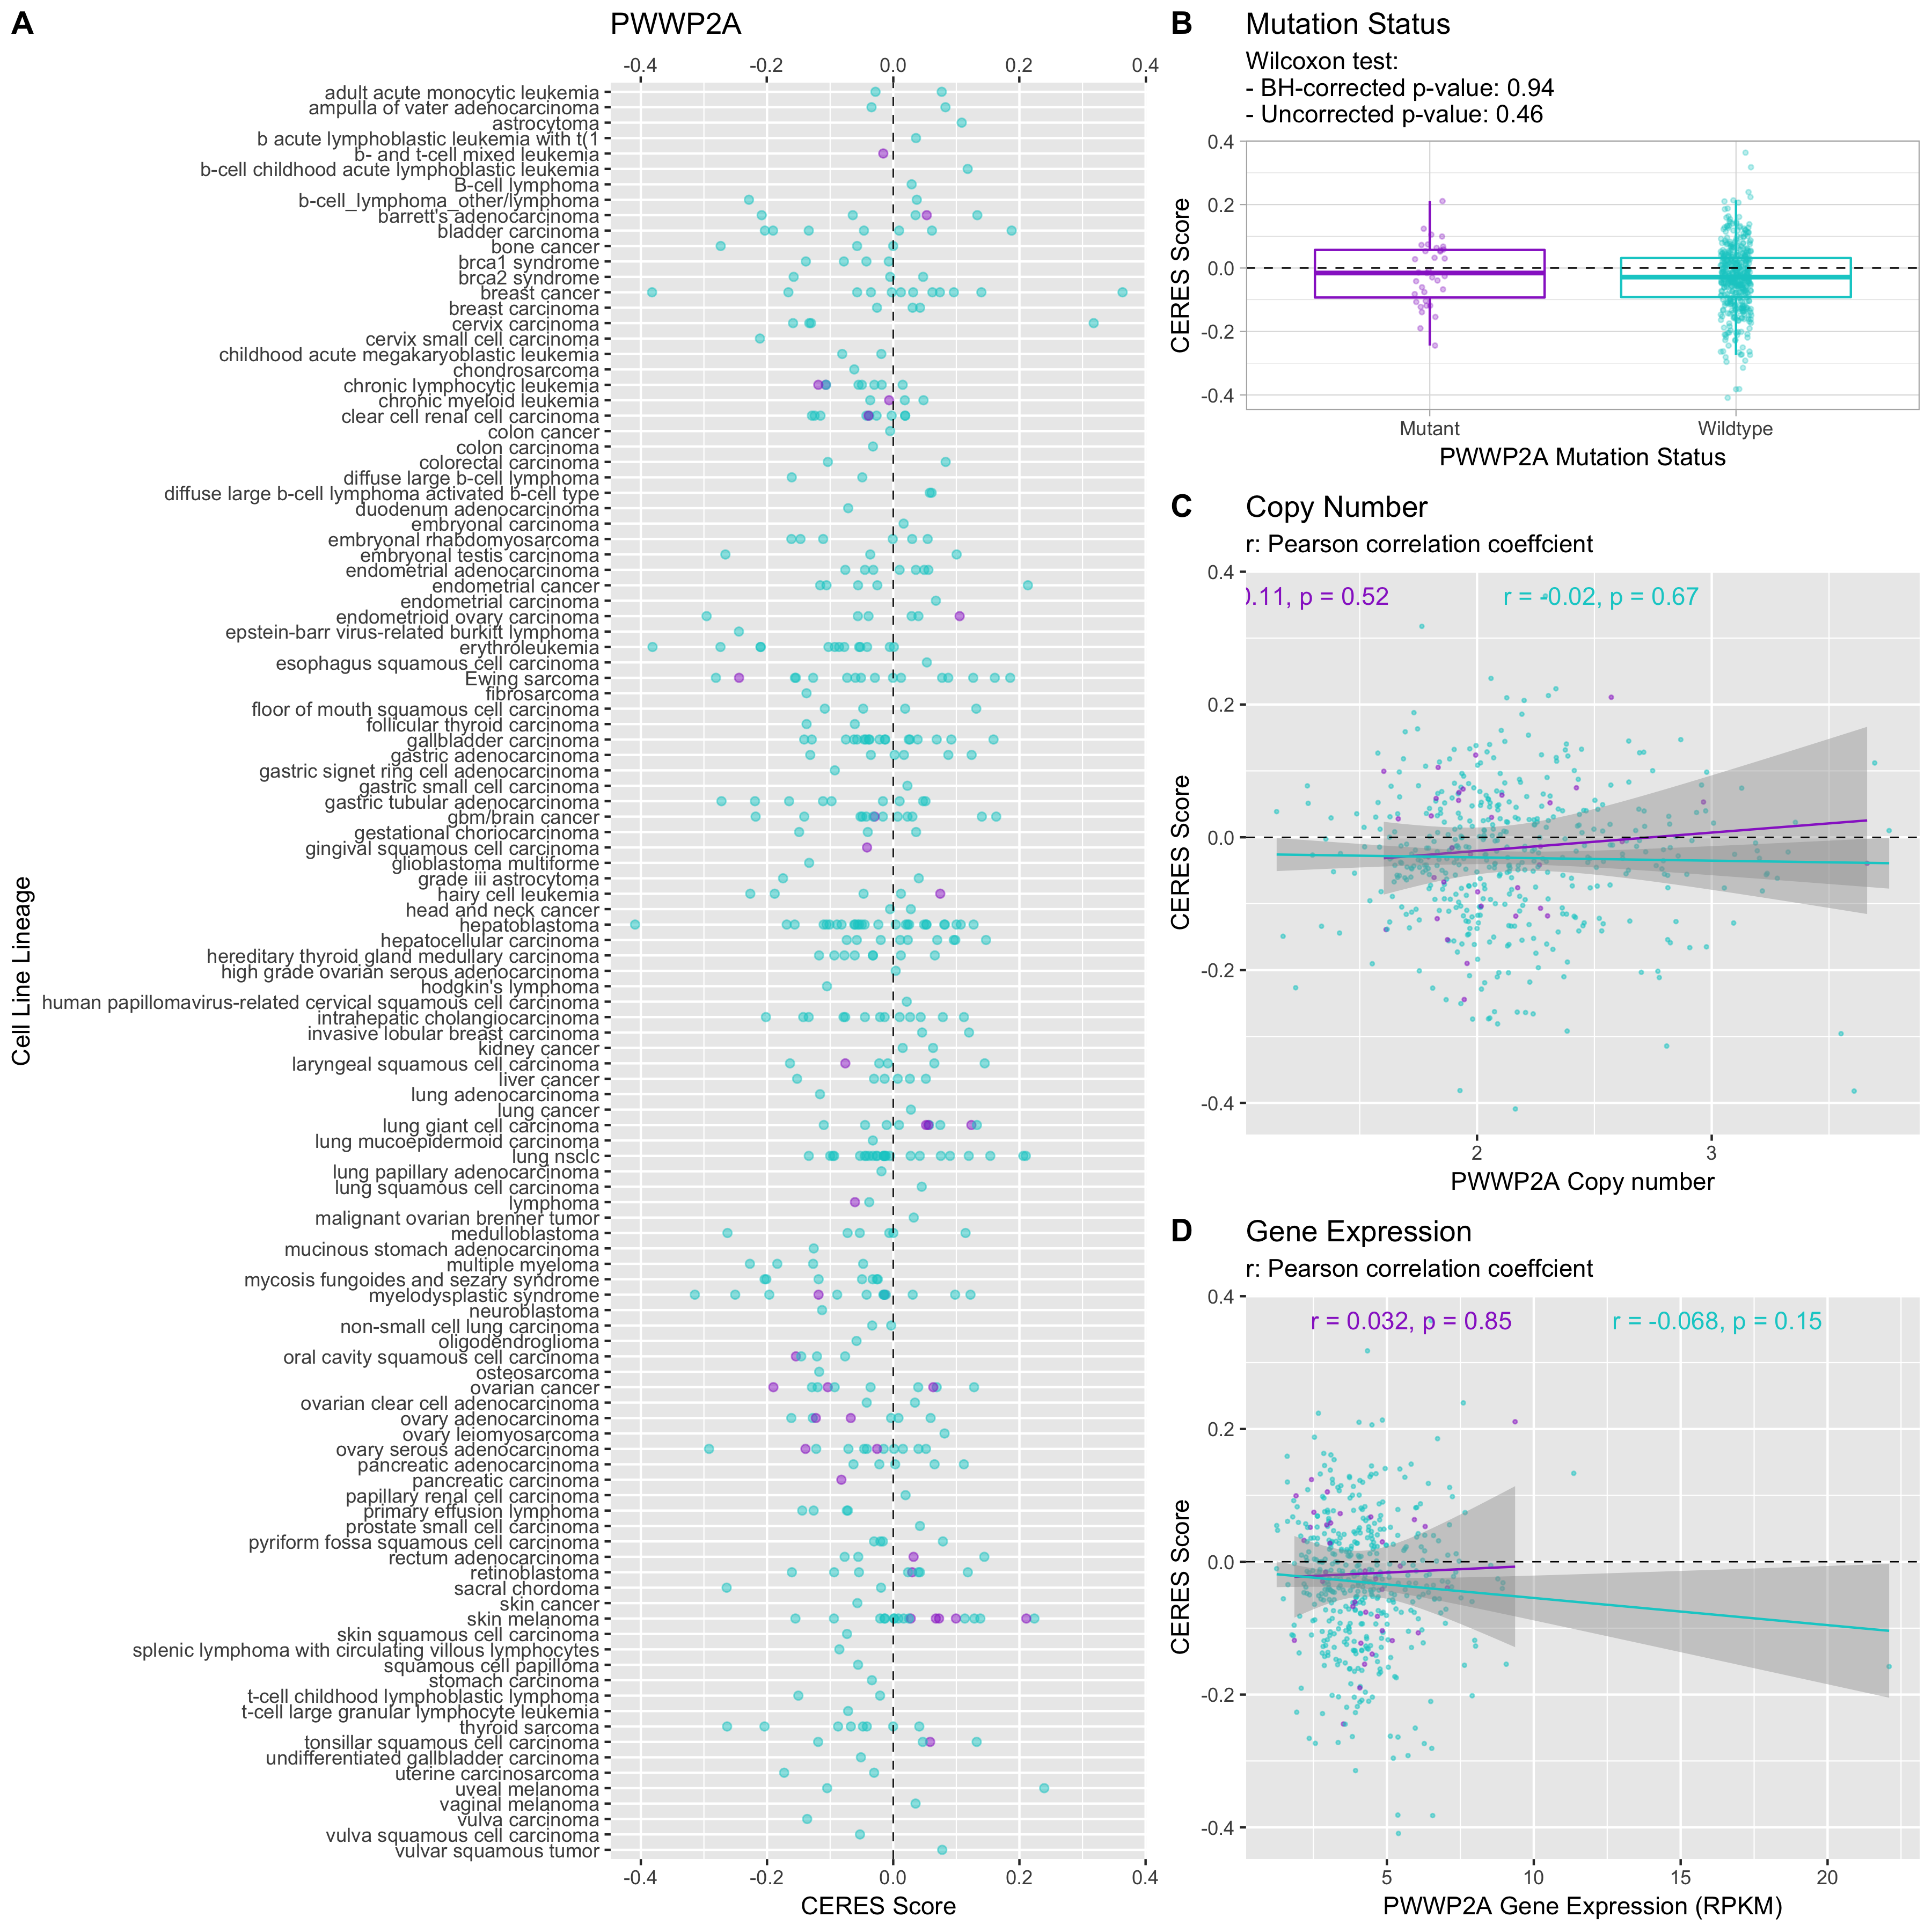 A
PWWP2A
-0.4 -0.2 0.0 0.2 0.4
Cell Line Lineage
adult acute monocytic leukemia
ampulla of vater adenocarcinoma
astrocytoma
b acute lymphoblastic leukemia with t(1
b- and t-cell mixed leukemia
b-cell childhood acute lymphoblastic leukemia
B-cell lymphoma
b-cell_lymphoma_other/lymphoma
barrett's adenocarcinoma
bladder carcinoma
bone cancer
brca1 syndrome
brca2 syndrome
breast cancer
breast carcinoma
cervix carcinoma
cervix small cell carcinoma
childhood acute megakaryoblastic leukemia
chondrosarcoma
chronic lymphocytic leukemia
chronic myeloid leukemia
clear cell renal cell carcinoma
colon cancer
colon carcinoma
colorectal carcinoma
diffuse large b-cell lymphoma
diffuse large b-cell lymphoma activated b-cell type
duodenum adenocarcinoma
embryonal carcinoma
embryonal rhabdomyosarcoma
embryonal testis carcinoma
endometrial adenocarcinoma
endometrial cancer
endometrial carcinoma
endometrioid ovary carcinoma
epstein-barr virus-related burkitt lymphoma
erythroleukemia
esophagus squamous cell carcinoma
Ewing sarcoma
fibrosarcoma
floor of mouth squamous cell carcinoma
follicular thyroid carcinoma
gallbladder carcinoma
gastric adenocarcinoma
gastric signet ring cell adenocarcinoma
gastric small cell carcinoma
gastric tubular adenocarcinoma
gbm/brain cancer
gestational choriocarcinoma
gingival squamous cell carcinoma
glioblastoma multiforme
grade iii astrocytoma
hairy cell leukemia
head and neck cancer
hepatoblastoma
hepatocellular carcinoma
hereditary thyroid gland medullary carcinoma
high grade ovarian serous adenocarcinoma
hodgkin's lymphoma
human papillomavirus-related cervical squamous cell carcinoma
intrahepatic cholangiocarcinoma
invasive lobular breast carcinoma
kidney cancer
laryngeal squamous cell carcinoma
liver cancer
lung adenocarcinoma
lung cancer
lung giant cell carcinoma
lung mucoepidermoid carcinoma
lung nsclc
lung papillary adenocarcinoma
lung squamous cell carcinoma
lymphoma
malignant ovarian brenner tumor
medulloblastoma
mucinous stomach adenocarcinoma
multiple myeloma
mycosis fungoides and sezary syndrome
myelodysplastic syndrome
neuroblastoma
non-small cell lung carcinoma
oligodendroglioma
oral cavity squamous cell carcinoma
osteosarcoma
ovarian cancer
ovarian clear cell adenocarcinoma
ovary adenocarcinoma
ovary leiomyosarcoma
ovary serous adenocarcinoma
pancreatic adenocarcinoma
pancreatic carcinoma
papillary renal cell carcinoma
primary effusion lymphoma
prostate small cell carcinoma
pyriform fossa squamous cell carcinoma
rectum adenocarcinoma
retinoblastoma
sacral chordoma
skin cancer
skin melanoma
skin squamous cell carcinoma
splenic lymphoma with circulating villous lymphocytes
squamous cell papilloma
stomach carcinoma
t-cell childhood lymphoblastic lymphoma
t-cell large granular lymphocyte leukemia
thyroid sarcoma
tonsillar squamous cell carcinoma
undifferentiated gallbladder carcinoma
uterine carcinosarcoma
uveal melanoma
vaginal melanoma
vulva carcinoma
vulva squamous cell carcinoma
vulvar squamous tumor
-0.4 -0.2 0.0 0.2 0.4
CERES Score
B
Mutation Status
Wilcoxon test:
- BH-corrected p-value: 0.94
- Uncorrected p-value: 0.46
CERES Score
0.4
0.2
0.0
-0.2
-0.4
Mutant Wildtype
PWWP2A Mutation Status
C
Copy Number
r: Pearson correlation coeffcient
0.11, p = 0.52 r = -0.02, p = 0.67
CERES Score
0.4
0.2
0.0
-0.2
-0.4
2 3
PWWP2A Copy number
D
Gene Expression
r: Pearson correlation coeffcient
r = 0.032, p = 0.85 r = -0.068, p = 0.15
CERES Score
0.4
0.2
0.0
-0.2
-0.4
5 10 15 20
PWWP2A Gene Expression (RPKM)